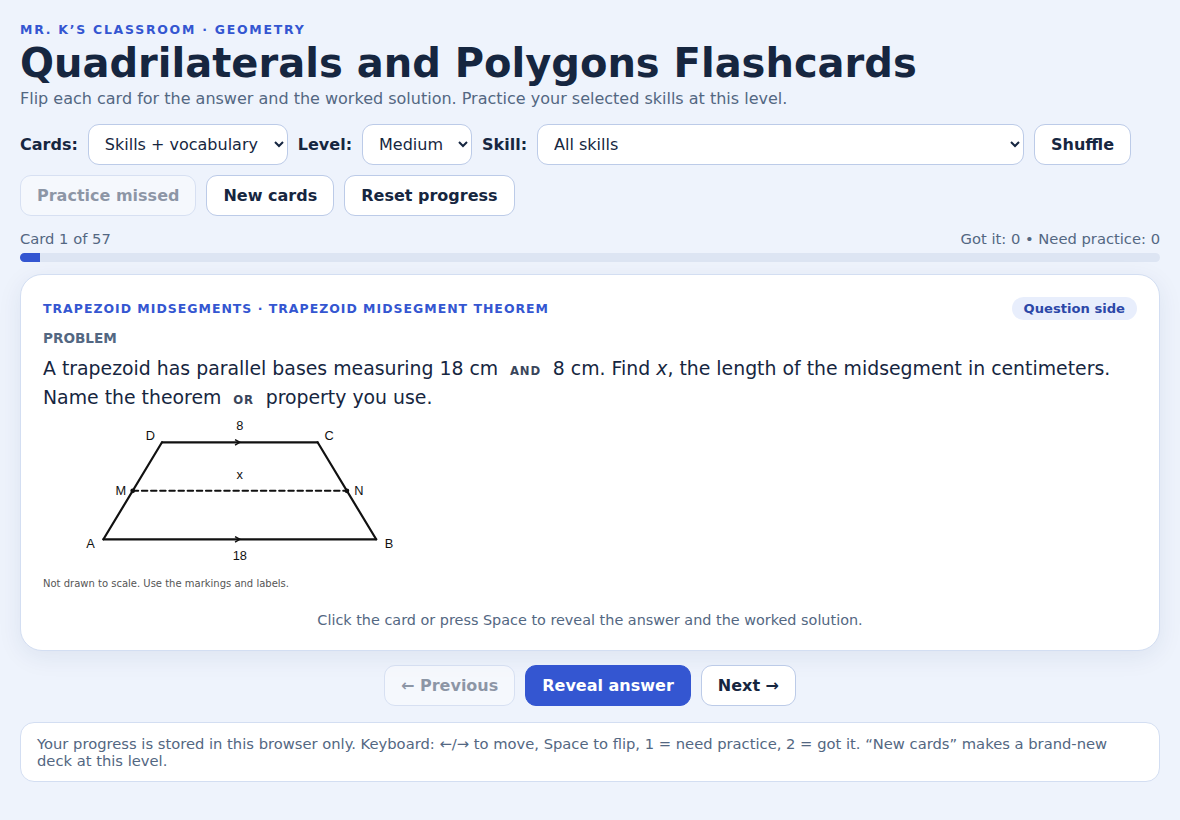 MR. K’S CLASSROOM · GEOMETRY
Quadrilaterals and Polygons Flashcards
Flip each card for the answer and the worked solution. Practice your selected skills at this level.
Cards: Skills + vocabulary Level: Medium Skill: All skills Shuffle
Practice missed New cards Reset progress
Card 1 of 57 Got it: 0 • Need practice: 0
TRAPEZOID MIDSEGMENTS · TRAPEZOID MIDSEGMENT THEOREM Question side
PROBLEM
A trapezoid has parallel bases measuring 18 cm AND 8 cm. Find x, the length of the midsegment in centimeters.
Name the theorem OR property you use.
8
D C
x
M N
A B
18
Not drawn to scale. Use the markings and labels.
Click the card or press Space to reveal the answer and the worked solution.
← Previous Reveal answer Next →
Your progress is stored in this browser only. Keyboard: ←/→ to move, Space to flip, 1 = need practice, 2 = got it. “New cards” makes a brand-new
deck at this level.